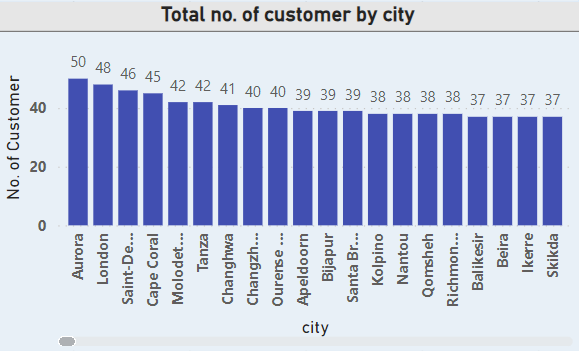 Total no. of customer by city
No. of Customer
50 48 46 45 42 42 41 40 40 39 39 39 38 38 38 38 37 37 37 37
40
20
0
Aurora
London
Saint-De...
Cape Coral
Molodet...
Tanza
Changhwa
Changzh...
Ourense ...
Apeldoorn
Bijapur
Santa Br...
Kolpino
Nantou
Qomsheh
Richmon...
Balikesir
Beira
Ikerre
Skikda
city